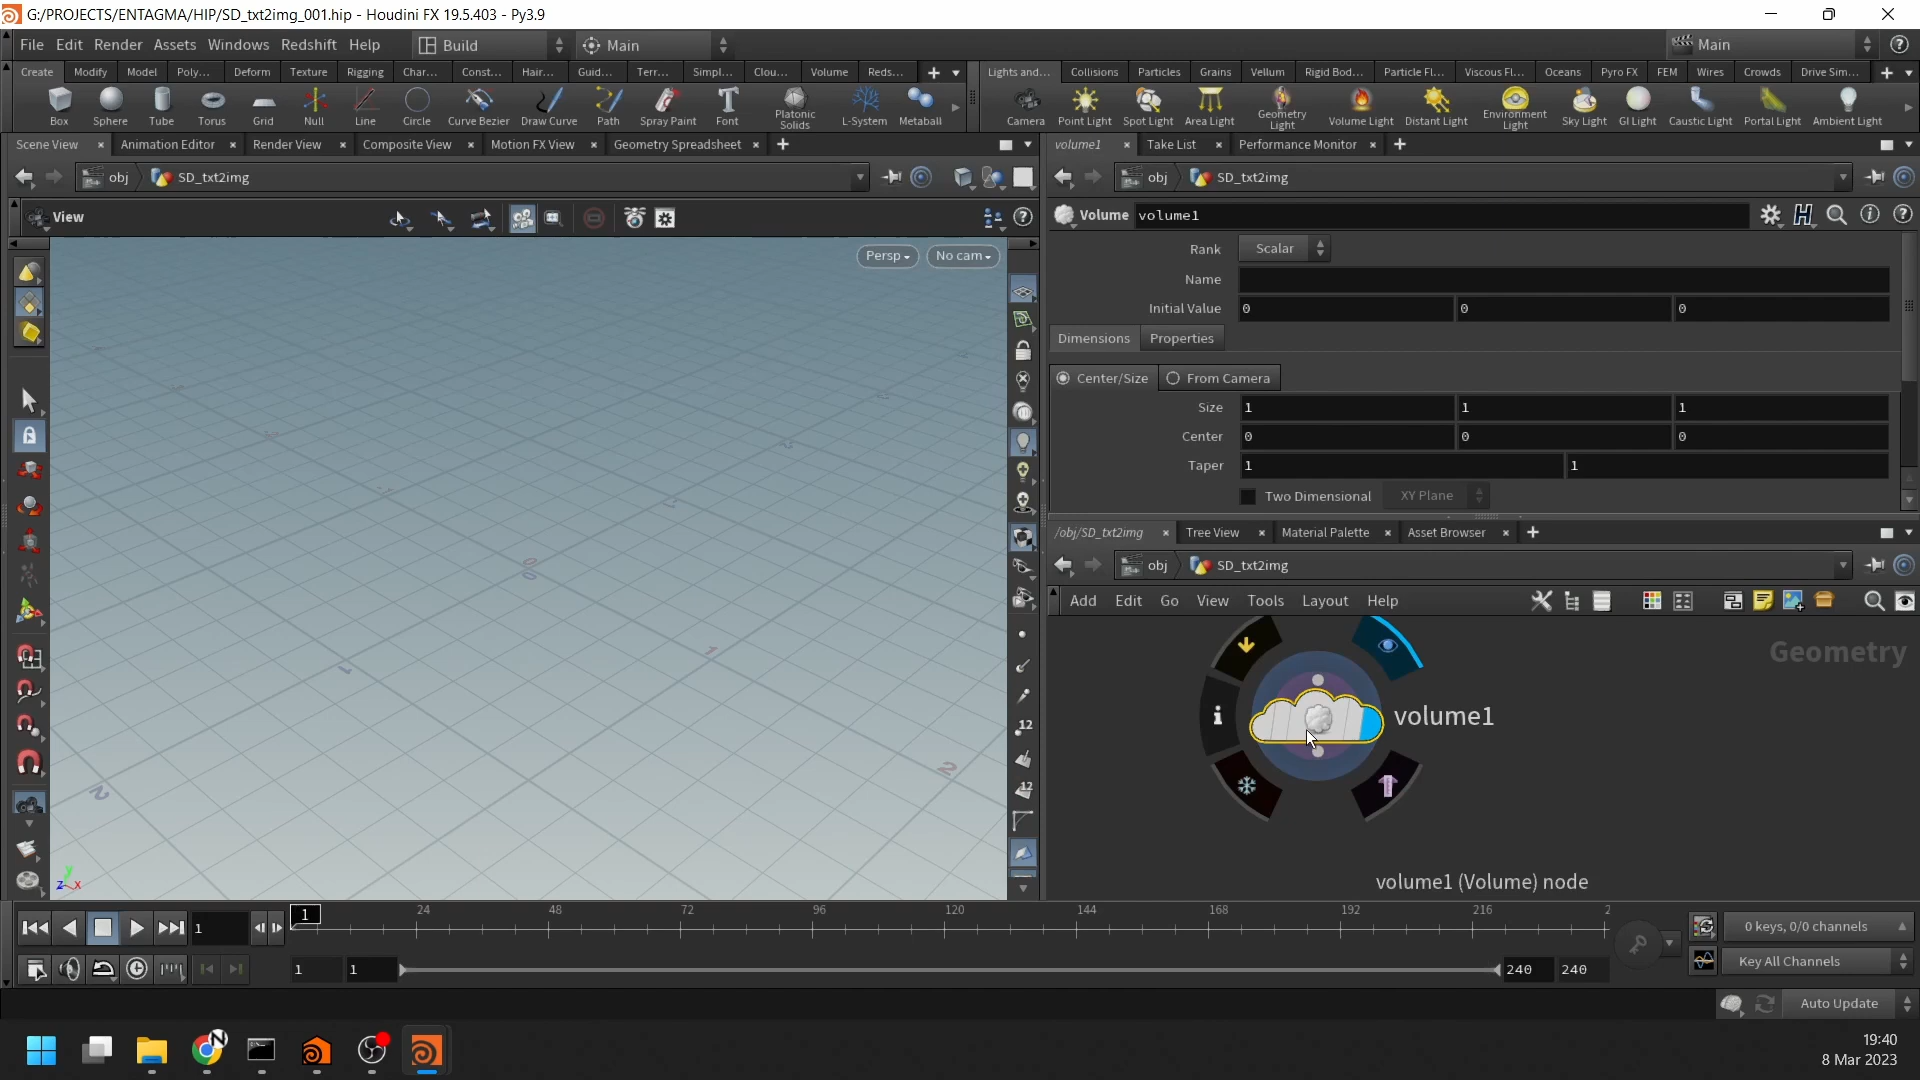 G:/PROJECTS/ENTAGMA/HIP/SD_txt2img_001.hip - Houdini FX 19.5.403 - Py3.9
File Edit Render Assets Windows Redshift Help Build Main Main
Create Modify Model Poly... Deform Texture Rigging Char... Const... Hair... Guid... Terr... Simpl... Clou... Volume Reds...
Lights and... Collisions Particles Grains Vellum Rigid Bod... Particle Fl... Viscous Fl... Oceans Pyro FX FEM Wires Crowds Drive Sim...
Box Sphere Tube Torus Grid Null Line Circle Curve Bezier Draw Curve Path Spray Paint Font Platonic Solids L-System Metaball
Camera Point Light Spot Light Area Light Geometry Light Volume Light Distant Light Environment Light Sky Light GI Light Caustic Light Portal Light Ambient Light
Scene View Animation Editor Render View Composite View Motion FX View Geometry Spreadsheet
volume1 Take List Performance Monitor
obj SD_txt2img
obj SD_txt2img
View
Persp No cam
Volume volume1
Rank Scalar
Name
Initial Value 0 0 0
Dimensions Properties
Center/Size From Camera
Size 1 1 1
Center 0 0 0
Taper 1 1
Two Dimensional XY Plane
/obj/SD_txt2img Tree View Material Palette Asset Browser
obj SD_txt2img
Add Edit Go View Tools Layout Help
Geometry
volume1
volume1 (Volume) node
12
12
1
1
2
2
y
z x
1 1 24 48 72 96 120 144 168 192 216 2
0 keys, 0/0 channels
1 1 240 240
Key All Channels
Auto Update
19:40
8 Mar 2023